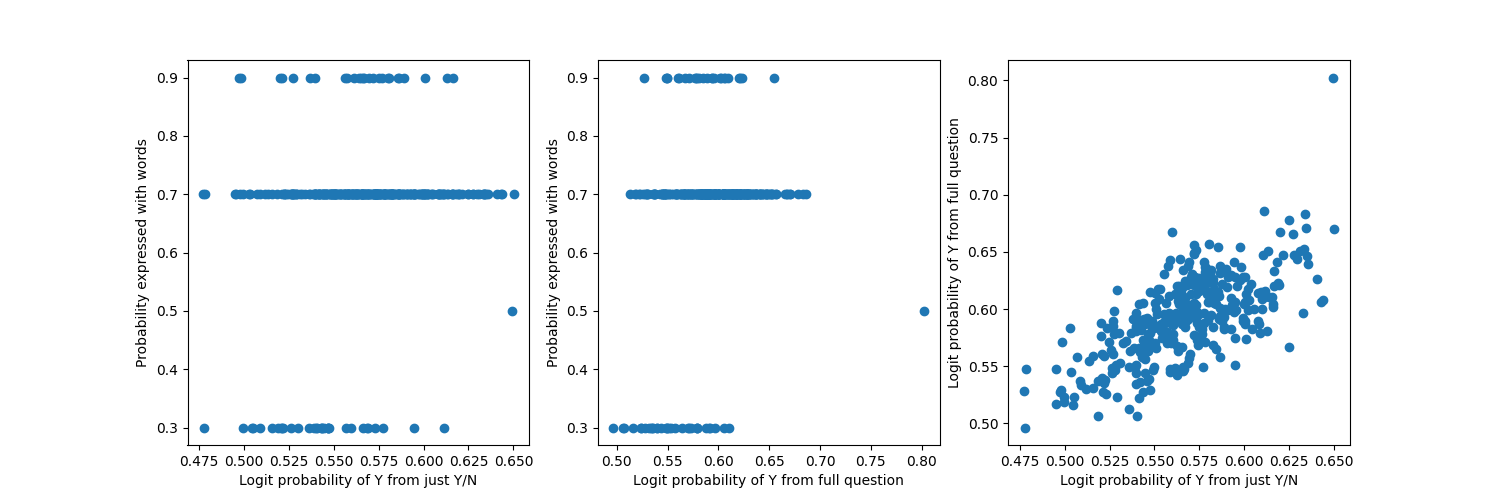 0.9
0.8
0.7
0.6
0.5
0.4
0.3
Probability expressed with words
0.475 0.500 0.525 0.550 0.575 0.600 0.625 0.650
Logit probability of Y from just Y/N
0.9
0.8
0.7
0.6
0.5
0.4
0.3
Probability expressed with words
0.50 0.55 0.60 0.65 0.70 0.75 0.80
Logit probability of Y from full question
0.80
0.75
0.70
0.65
0.60
0.55
0.50
Logit probability of Y from full question
0.475 0.500 0.525 0.550 0.575 0.600 0.625 0.650
Logit probability of Y from just Y/N